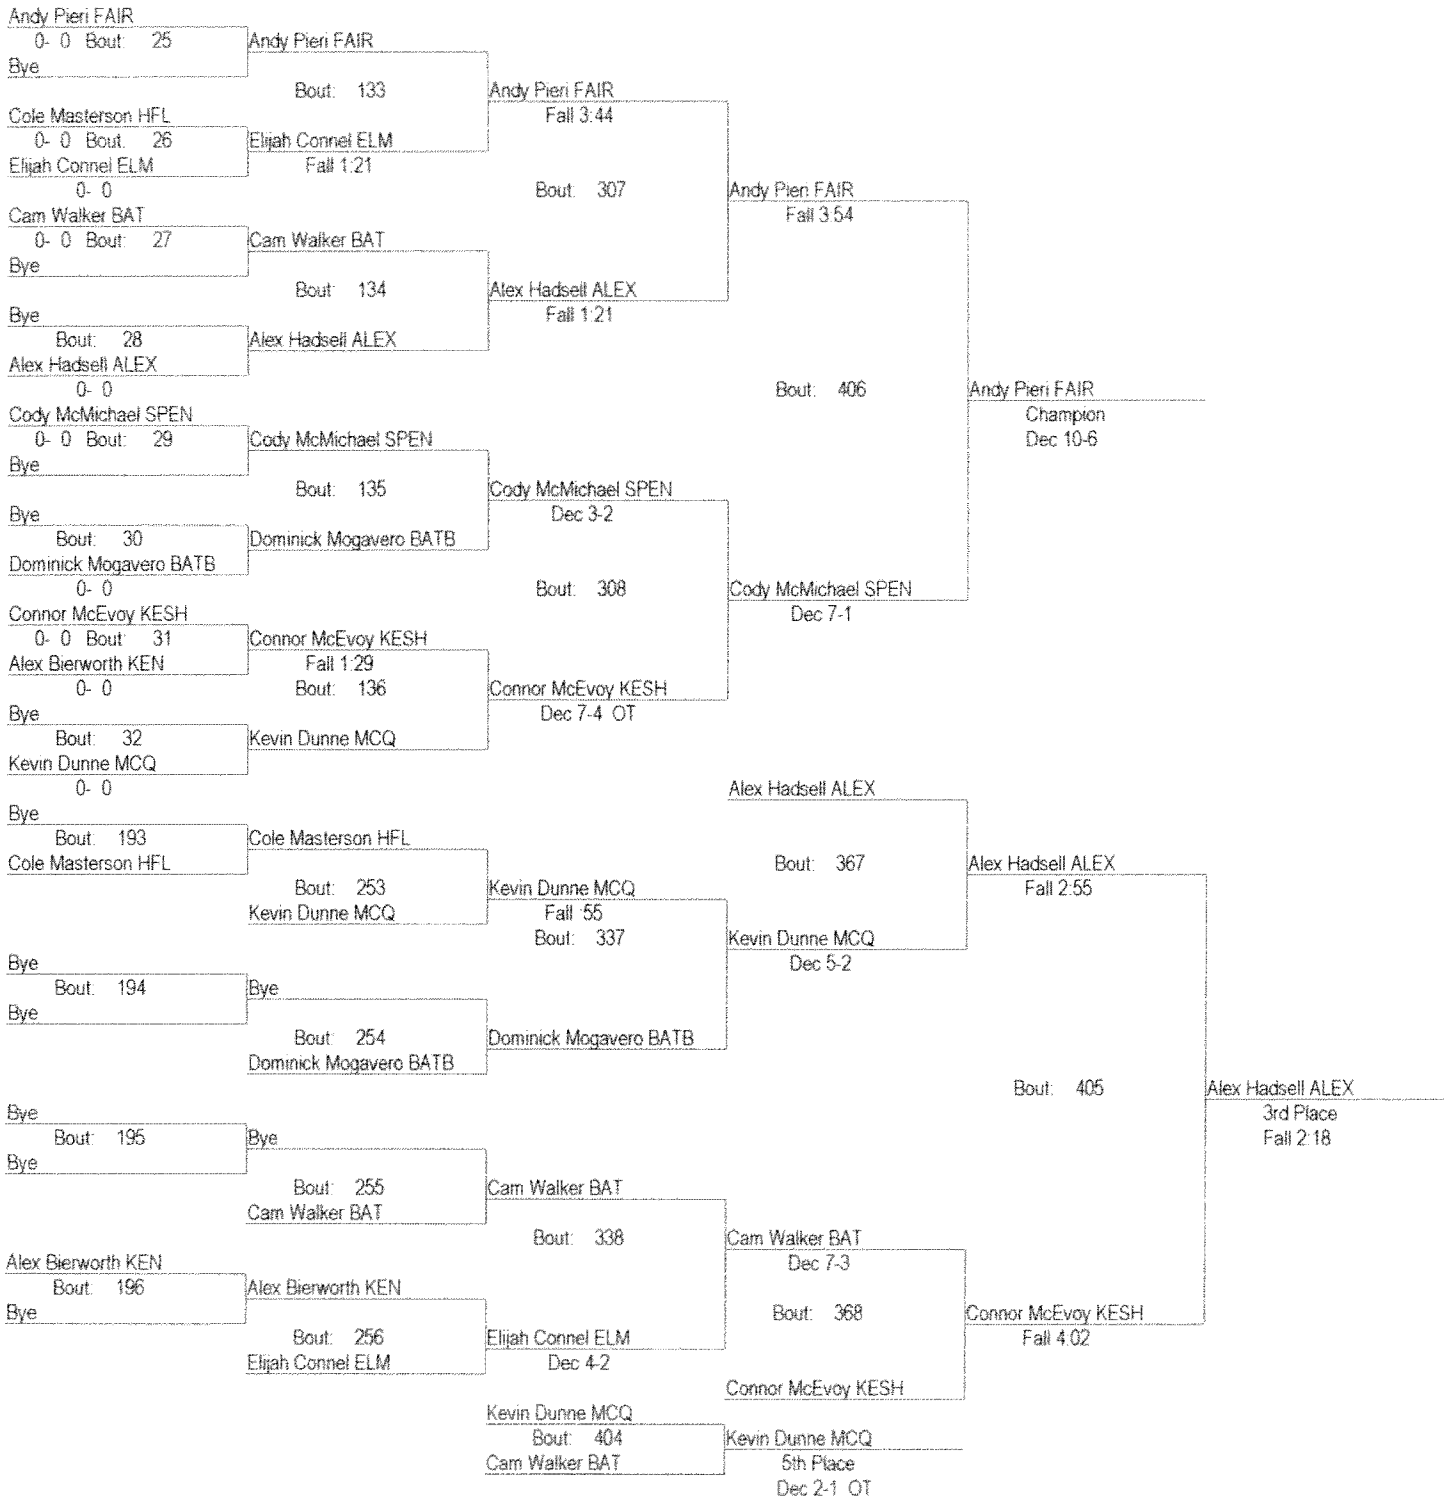 Andy Pieri FAIR
0- 0 Bout: 25 Andy Pieri FAIR
Bye
Bout: 133 Andy Pieri FAIR
Cole Masterson HFL Fall 3:44
0- 0 Bout. 26 Elijah Connel ELM
Elijah Connel ELM Fall 1:21
0- 0 Bout: 307 Andy Pieri FAIR
Cam Walker BAT Fall 3 54
0- 0 Bout: 27 Cam Walker BAT
Bye
Bout: 134 Alex Hadsell ALEX
Bye Fall 1:21
Bout: 28 Alex Hadsell ALEX
Alex Hadsell ALEX
0- 0 Bout: 406 Andy Pieri FAIR
Cody McMichael SPEN Champion
0- 0 Bout: 29 Cody McMichael SPEN Dec 10-6
Bye
Bout: 135 Cody McMichael SPEN
Bye Dec 3-2
Bout: 30 Dominick Mogavero BATB
Dominick Mogavero BATB
0- 0 Bout: 308 Cody McMichael SPEN
Connor McEvoy KESH Dec 7-1
0- 0 Bout: 31 Connor McEvoy KESH
Alex Bierworth KEN Fall 1:29
0- 0 Bout: 136 Connor McEvoy KESH
Bye Dec 7-4 OT
Bout: 32 Kevin Dunne MCQ
Kevin Dunne MCQ
0- 0 Alex Hadsell ALEX
Bye
Bout: 193 Cole Masterson HFL
Cole Masterson HFL Bout: 367 Alex Hadsell ALEX
Bout: 253 Kevin Dunne MCQ Fall 2:55
Kevin Dunne MCQ Fall :55
Bout: 337 Kevin Dunne MCQ
Bye Dec 5-2
Bout: 194 Bye
Bye
Bout: 254 Dominick Mogavero BATB
Dominick Mogavero BATB
Bout: 405 Alex Hadsell ALEX
Bye 3rd Place
Bout: 195 Bye Fall 2:18
Bye
Bout: 255 Cam Walker BAT
Cam Walker BAT
Bout: 338 Cam Walker BAT
Alex Bierworth KEN Dec 7-3
Bout: 196 Alex Bierworth KEN
Bye Bout: 368 Connor McEvoy KESH
Bout: 256 Elijah Connel ELM Fall 4:02
Elijah Connel ELM Dec 4-2
Connor McEvoy KESH
Kevin Dunne MCQ
Bout: 404 Kevin Dunne MCQ
Cam Walker BAT 5th Place
Dec 2-1 OT